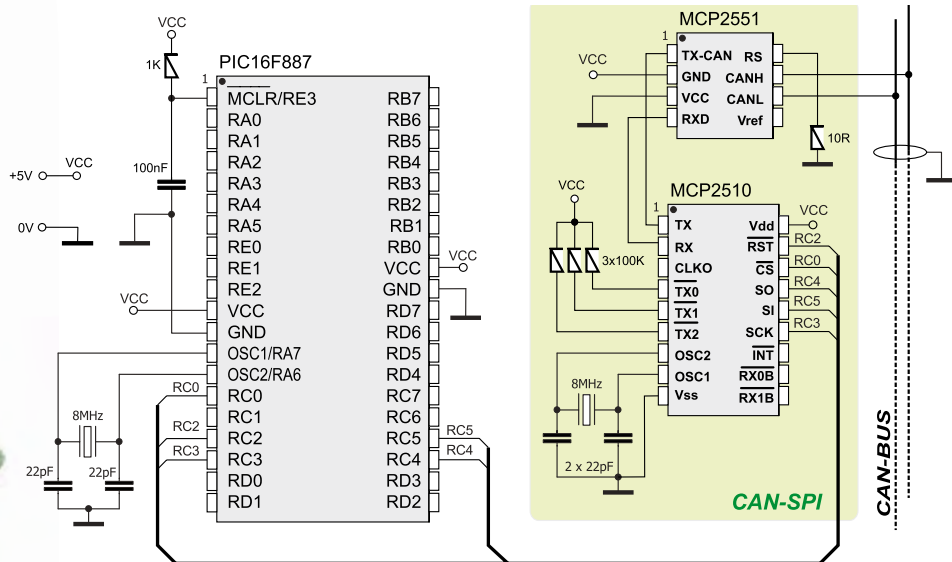 VCC
1K
+5V
VCC
0V
100nF
VCC
8MHz
22pF
22pF
PIC16F887
1
MCLR/RE3
RA0
RA1
RA2
RA3
RA4
RA5
RE0
RE1
RE2
VCC
GND
OSC1/RA7
OSC2/RA6
RC0
RC1
RC2
RC3
RD0
RD1
RB7
RB6
RB5
RB4
RB3
RB2
RB1
RB0
VCC
GND
RD7
RD6
RD5
RD4
RC7
RC6
RC5
RC4
RD3
RD2
RC0
RC2
RC3
VCC
RC5
RC4
MCP2551
1
TX-CAN
GND
VCC
RXD
RS
CANH
CANL
Vref
VCC
10R
MCP2510
1
TX
RX
CLKO
TX0
TX1
TX2
OSC2
OSC1
Vss
Vdd
RST
CS
SO
SI
SCK
INT
RX0B
RX1B
VCC
3x100K
VCC
RC2
RC0
RC4
RC5
RC3
8MHz
2 x 22pF
CAN-SPI
CAN-BUS